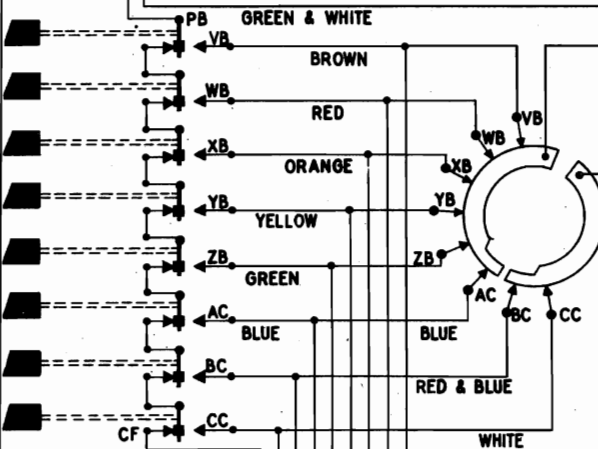 PB GREEN & WHITE
VB
BROWN
VB
WB
RED
WB
XB
ORANGE
XB
YB
YELLOW
YB
ZB
GREEN
ZB
AC
BLUE
BLUE
AC
BC
RED & BLUE
BC
CC
CF
CC
WHITE